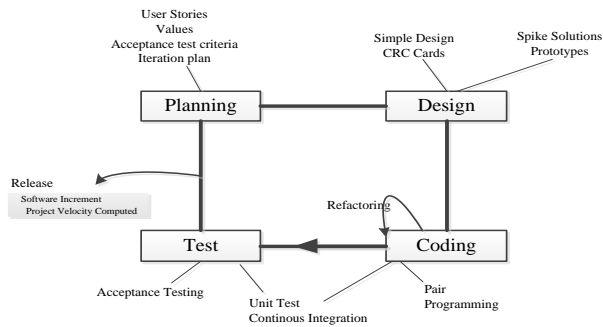 User Stories
Values
Acceptance test criteria
Iteration plan
Simple Design
CRC Cards
Spike Solutions
Prototypes
Planning
Design
Release
Software Increment
Project Velocity Computed
Refactoring
Test
Coding
Acceptance Testing
Unit Test
Continous Integration
Pair
Programming